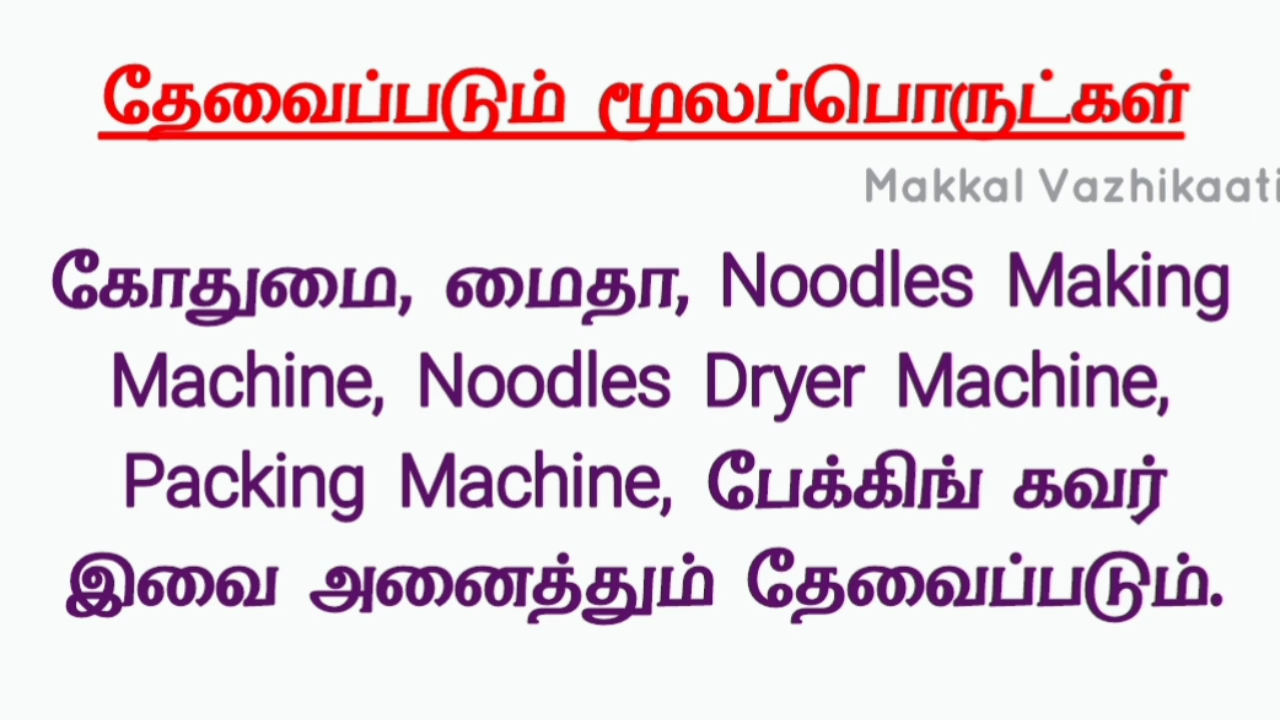 தேவைப்படும் மூலப்பொருட்கள்
Makkal Vazhikaati
கோதுமை, மைதா, Noodles Making
Machine, Noodles Dryer Machine,
Packing Machine, பேக்கிங் கவர்
இவை அனைத்தும் தேவைப்படும்.